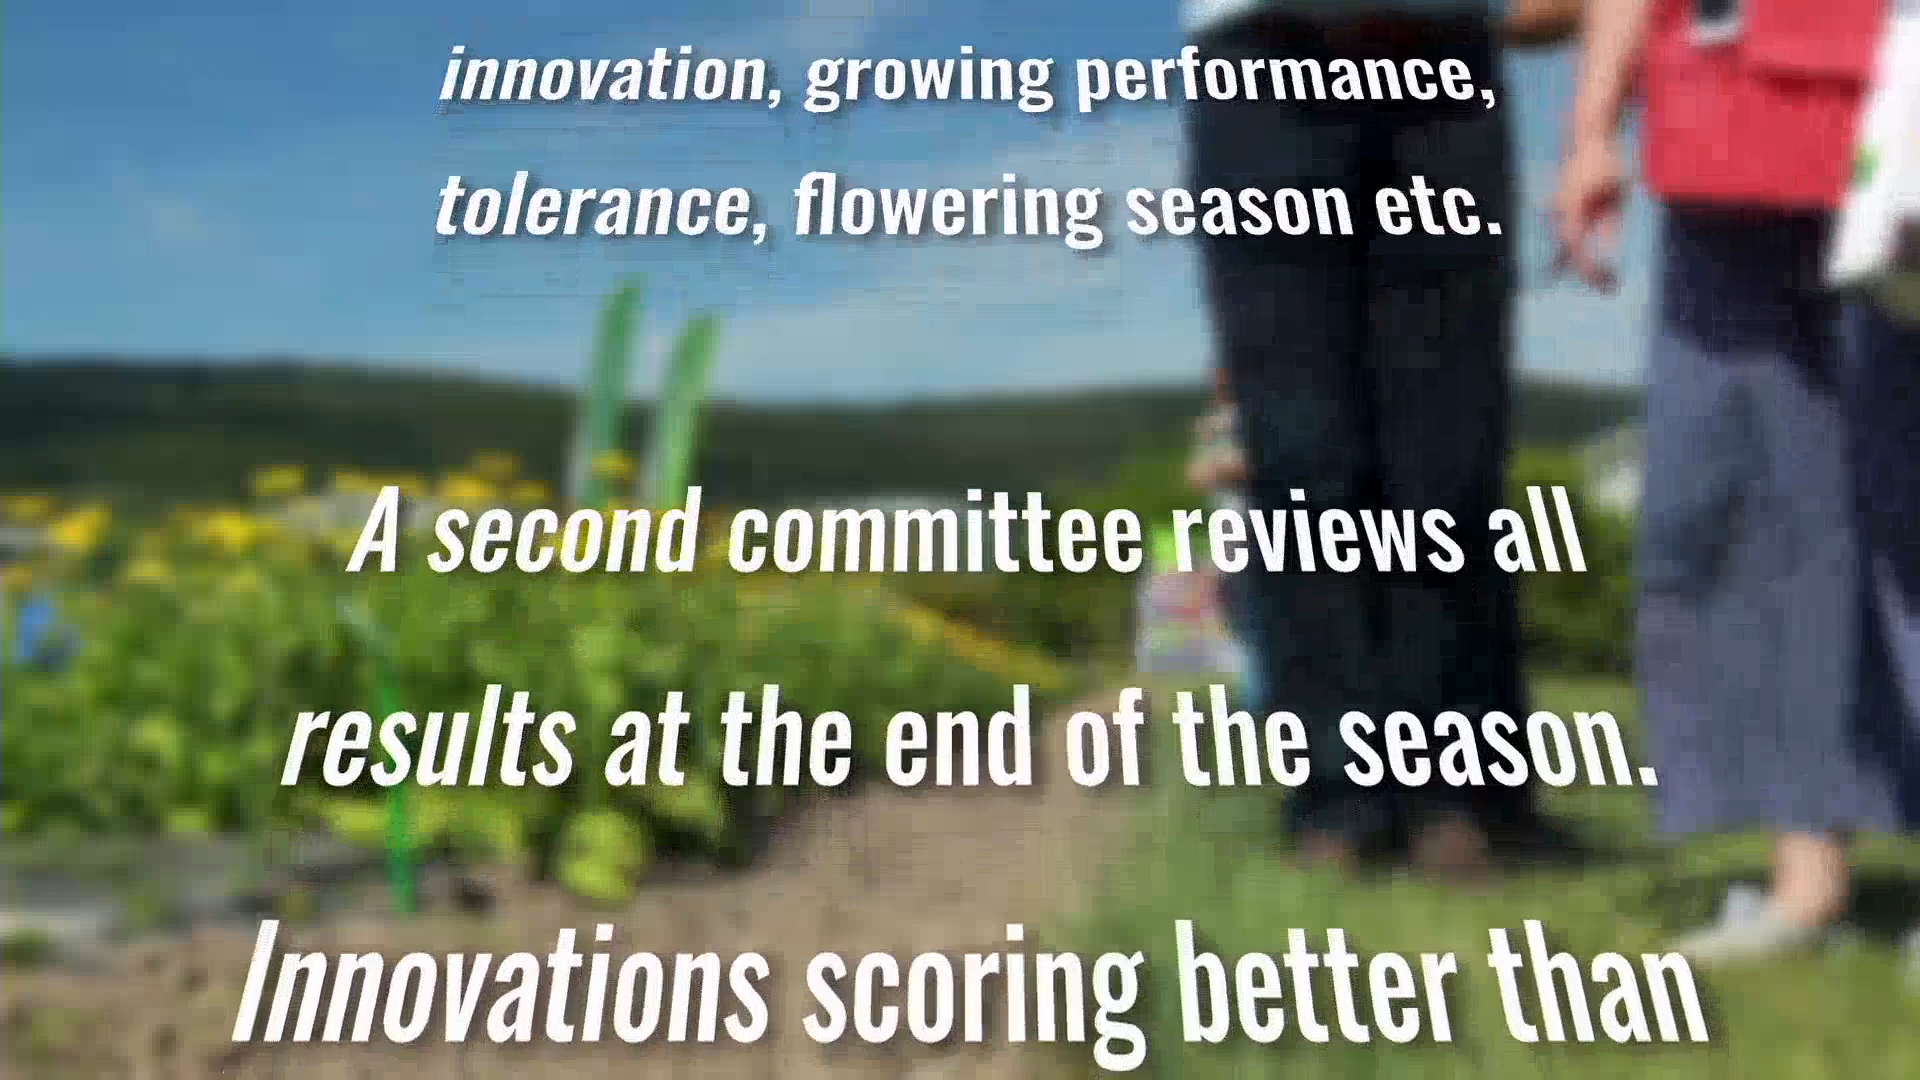 innovation, growing performance,
tolerance, flowering season etc.
A second committee reviews all
results at the end of the season.
Innovations scoring better than